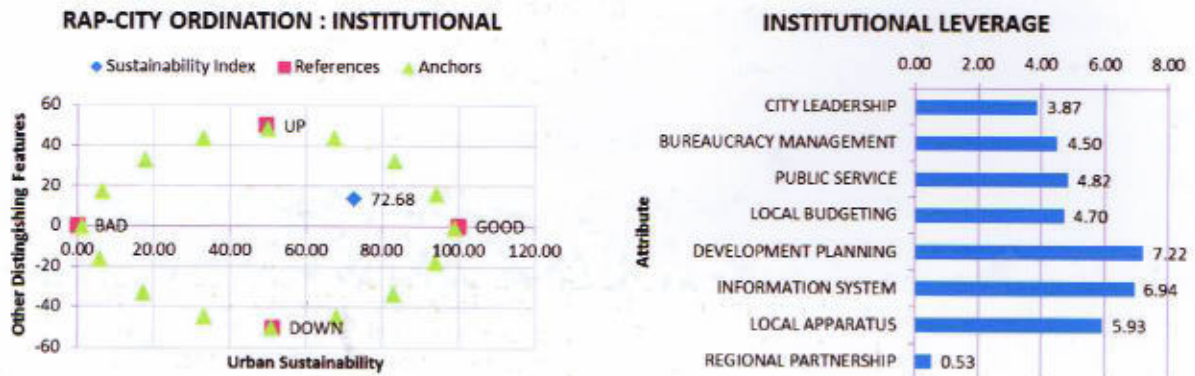 RAP-CITY ORDINATION : INSTITUTIONAL
Sustainability Index References Anchors
Other Distingishing Features
60
40
20
0
-20
-40
-60
UP
72.68
BAD
GOOD
DOWN
0.00 20.00 40.00 60.00 80.00 100.00 120.00
Urban Sustainability
INSTITUTIONAL LEVERAGE
0.00 2.00 4.00 6.00 8.00
Attribute
CITY LEADERSHIP 3.87
BUREAUCRACY MANAGEMENT 4.50
PUBLIC SERVICE 4.82
LOCAL BUDGETING 4.70
DEVELOPMENT PLANNING 7.22
INFORMATION SYSTEM 6.94
LOCAL APPARATUS 5.93
REGIONAL PARTNERSHIP 0.53